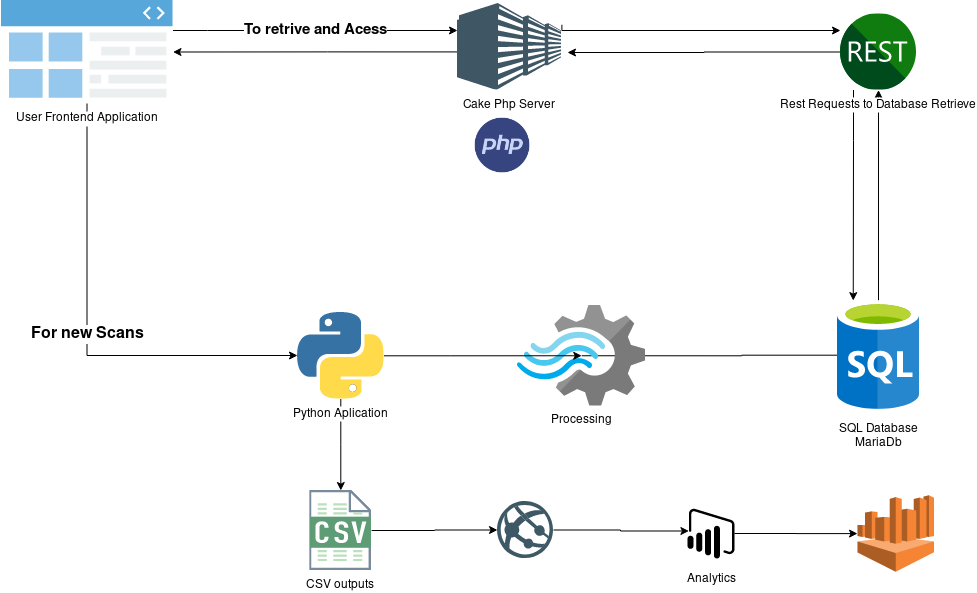 To retrive and Acess
REST
User Frontend Application
Cake Php Server
Rest Requests to Database Retrieve
php
For new Scans
SQL
Python Aplication
Processing
SQL Database
MariaDb
CSV
CSV outputs
Analytics